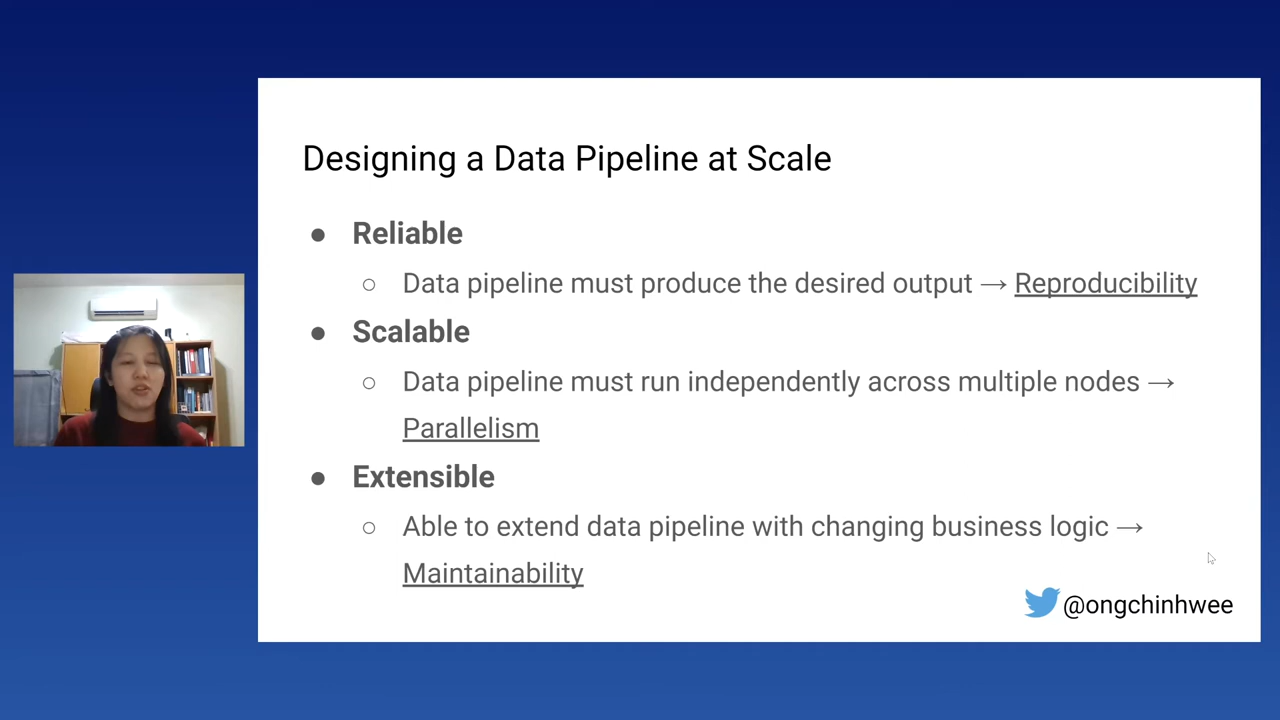 Designing a Data Pipeline at Scale
● Reliable
○ Data pipeline must produce the desired output → Reproducibility
● Scalable
○ Data pipeline must run independently across multiple nodes →
Parallelism
● Extensible
○ Able to extend data pipeline with changing business logic →
Maintainability
@ongchinhwee